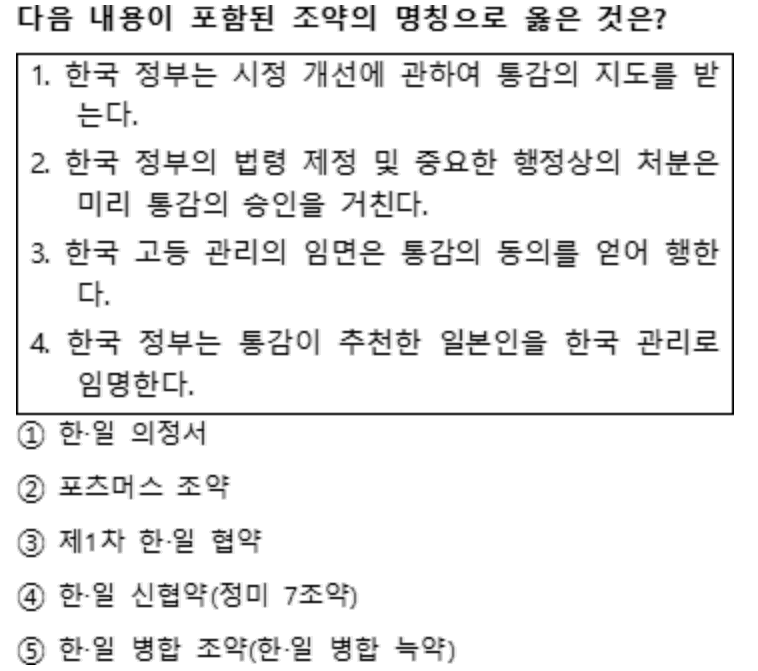 다음 내용이 포함된 조약의 명칭으로 옳은 것은?
1. 한국 정부는 시정 개선에 관하여 통감의 지도를 받
는다.
2. 한국 정부의 법령 제정 및 중요한 행정상의 처분은
미리 통감의 승인을 거친다.
3. 한국 고등 관리의 임면은 통감의 동의를 얻어 행한
다.
4. 한국 정부는 통감이 추천한 일본인을 한국 관리로
임명한다.
① 한·일 의정서
② 포츠머스 조약
③ 제1차 한·일 협약
④ 한·일 신협약(정미 7조약)
⑤ 한·일 병합 조약(한·일 병합 늑약)